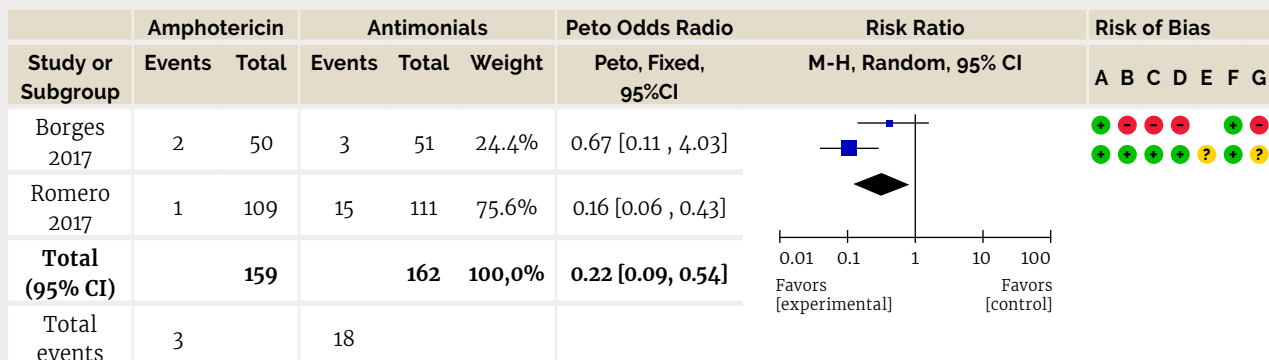 Amphotericin Antimonials Peto Odds Radio Risk Ratio Risk of Bias
Study or Subgroup Events Total Events Total Weight Peto, Fixed, 95%CI M-H, Random, 95% CI A B C D E F G
Borges 2017 2 50 3 51 24.4% 0.67 [0.11 , 4.03] + - - - + -
Romero 2017 1 109 15 111 75.6% 0.16 [0.06 , 0.43] + + + + ? + ?
Total (95% CI) 159 162 100,0% 0.22 [0.09, 0.54]
Total events 3 18
0.01 0.1 1 10 100
Favors [experimental] Favors [control]